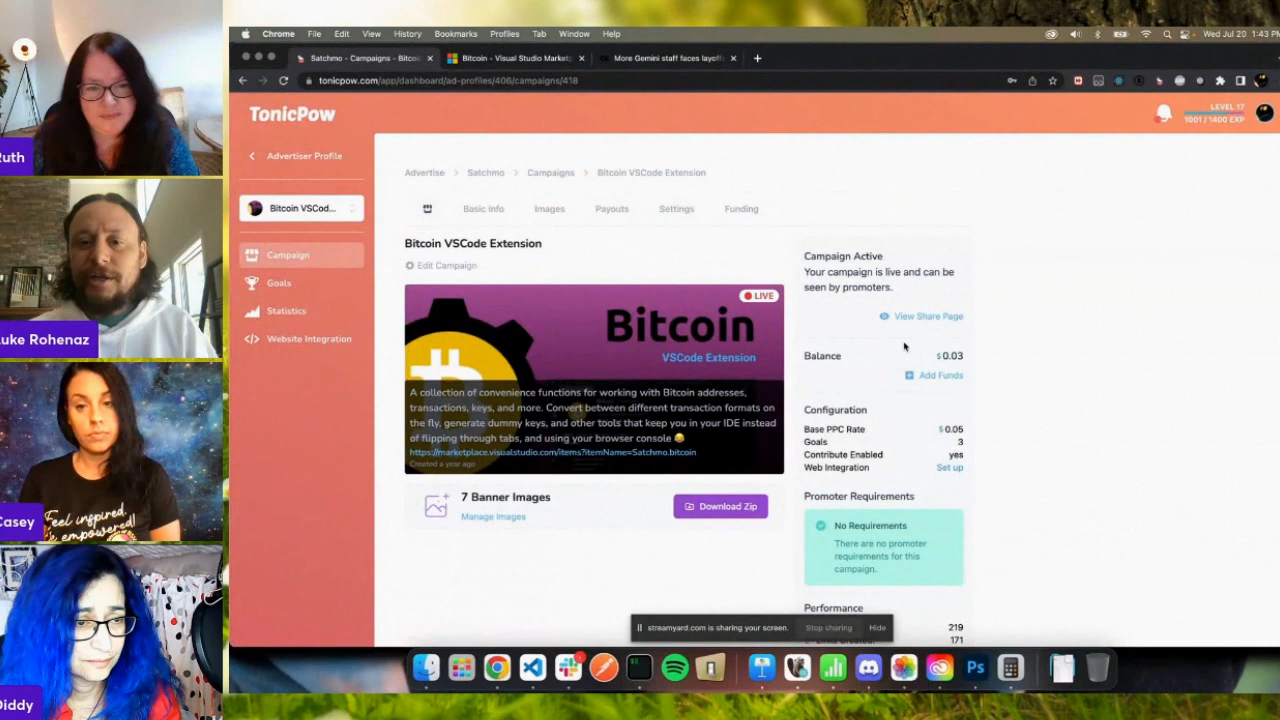 Chrome File Edit View History Bookmarks Profiles Tab Window Help
Wed Jul 20 1:43 PM
Satchmo - Campaigns - Bitcoi
Bitcoin - Visual Studio Marketp
More Gemini staff faces layoff
tonicpow.com/app/dashboard/ad-profiles/406/campaigns/418
TonicPow
LEVEL 17
1001 / 1400 EXP
Advertiser Profile
Bitcoin VSCod...
Campaign
Goals
Statistics
Website Integration
Advertise > Satchmo > Campaigns > Bitcoin VSCode Extension
Basic Info Images Payouts Settings Funding
Bitcoin VSCode Extension
Edit Campaign
LIVE
Bitcoin
VSCode Extension
A collection of convenience functions for working with Bitcoin addresses,
transactions, keys, and more. Convert between different transaction formats on
the fly, generate dummy keys, and other tools that keep you in your IDE instead
of flipping through tabs, and using your browser console 😂
https://marketplace.visualstudio.com/items?itemName=Satchmo.bitcoin
Created a year ago
7 Banner Images
Manage Images
Download Zip
Campaign Active
Your campaign is live and can be
seen by promoters.
View Share Page
Balance $0.03
Add Funds
Configuration
Base PPC Rate $0.05
Goals 3
Contribute Enabled yes
Web Integration Set up
Promoter Requirements
No Requirements
There are no promoter
requirements for this
campaign.
Performance
219
Links Created: 171
|| streamyard.com is sharing your screen. Stop sharing Hide
Ps
Ruth
Luke Rohenaz
Feel inspired.
empowered!
Casey
Diddy